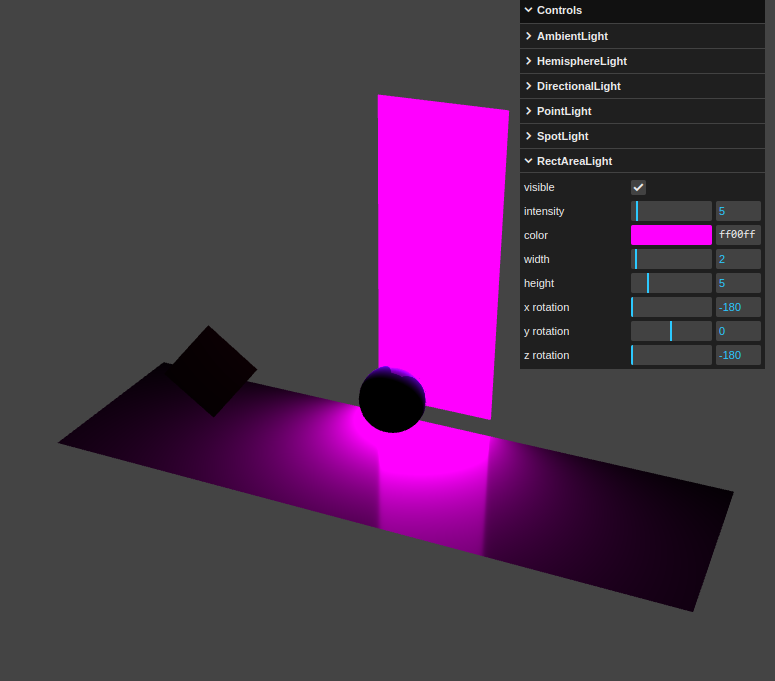 Controls
AmbientLight
HemisphereLight
DirectionalLight
PointLight
SpotLight
RectAreaLight
visible
intensity 5
color ff00ff
width 2
height 5
x rotation -180
y rotation 0
z rotation -180